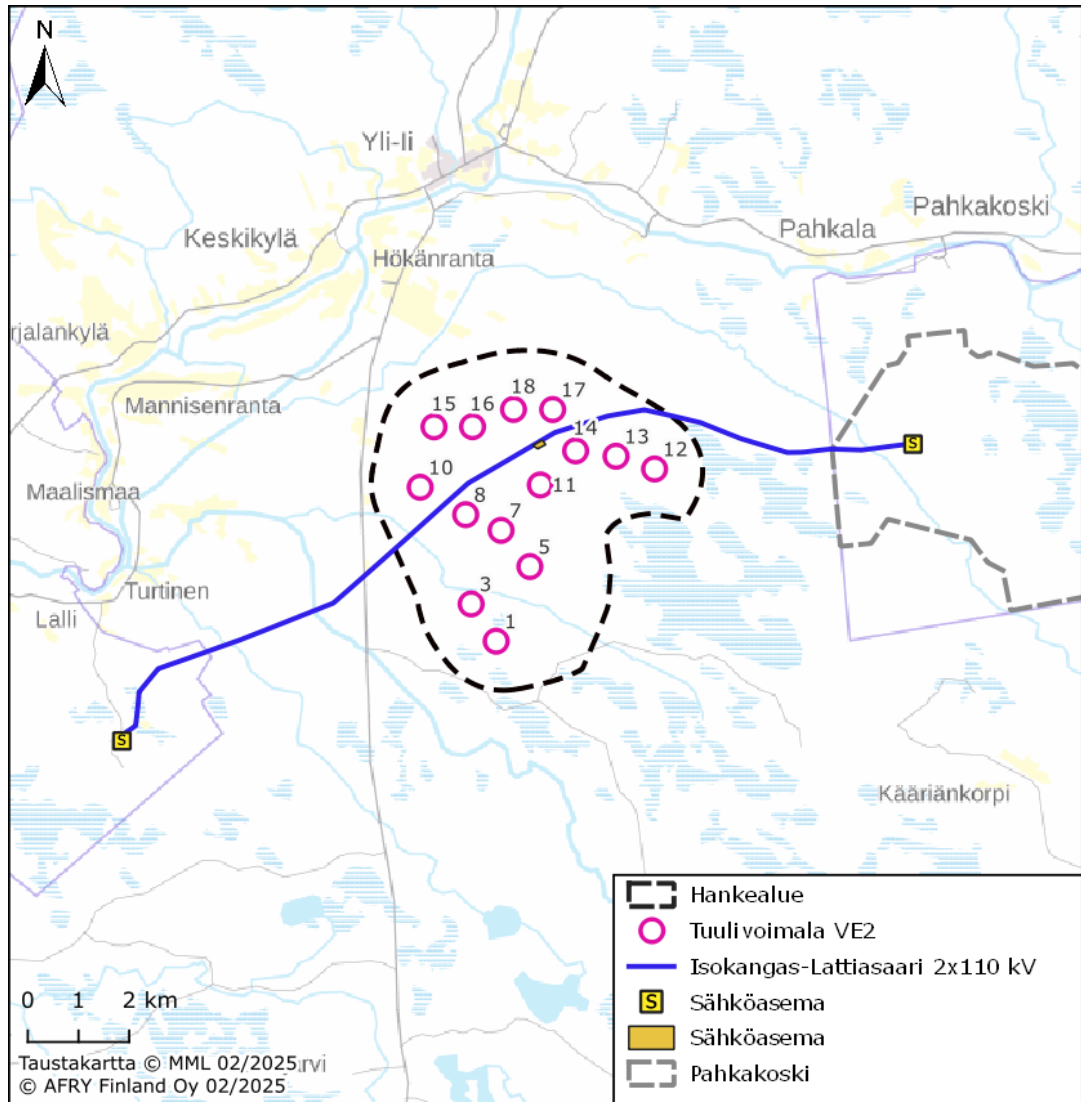 N
Yli-Ii
Pahkakoski
Pahkala
Keskikylä
Hökänranta
rjalankylä
Mannisenranta
18
17
15
16
14
13
12
10
11
8
7
Maalismaa
5
Turtinen
3
Lalli
1
S
S
Kääriänkorpi
Hankealue
Tuulivoimala VE2
Isokangas-Lattiasaari 2x110 kV
S Sähköasema
Sähköasema
Pahkakoski
0 1 2 km
Taustakartta © MML 02/2025
arvi
© AFRY Finland Oy 02/2025